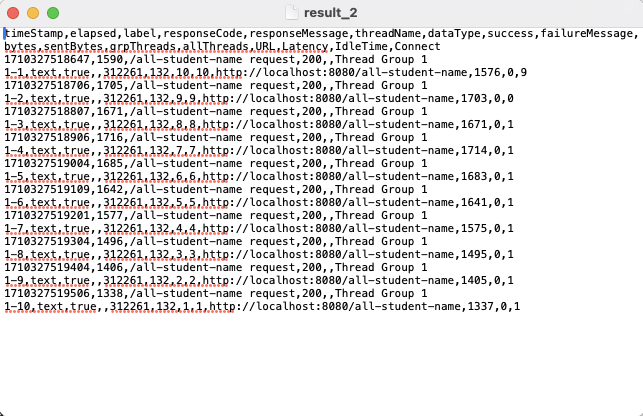 result_2
timeStamp,elapsed,label,responseCode,responseMessage,threadName,dataType,success,failureMessage,
bytes,sentBytes,grpThreads,allThreads,URL,Latency,IdleTime,Connect
1710327518647,1590,/all-student-name request,200,,Thread Group 1
1-1,text,true,,312261,132,10,10,http://localhost:8080/all-student-name,1576,0,9
1710327518706,1705,/all-student-name request,200,,Thread Group 1
1-2,text,true,,312261,132,9,9,http://localhost:8080/all-student-name,1703,0,0
1710327518807,1671,/all-student-name request,200,,Thread Group 1
1-3,text,true,,312261,132,8,8,http://localhost:8080/all-student-name,1671,0,1
1710327518906,1716,/all-student-name request,200,,Thread Group 1
1-4,text,true,,312261,132,7,7,http://localhost:8080/all-student-name,1714,0,1
1710327519004,1685,/all-student-name request,200,,Thread Group 1
1-5,text,true,,312261,132,6,6,http://localhost:8080/all-student-name,1683,0,1
1710327519109,1642,/all-student-name request,200,,Thread Group 1
1-6,text,true,,312261,132,5,5,http://localhost:8080/all-student-name,1641,0,1
1710327519201,1577,/all-student-name request,200,,Thread Group 1
1-7,text,true,,312261,132,4,4,http://localhost:8080/all-student-name,1575,0,1
1710327519304,1496,/all-student-name request,200,,Thread Group 1
1-8,text,true,,312261,132,3,3,http://localhost:8080/all-student-name,1495,0,1
1710327519404,1406,/all-student-name request,200,,Thread Group 1
1-9,text,true,,312261,132,2,2,http://localhost:8080/all-student-name,1405,0,1
1710327519506,1338,/all-student-name request,200,,Thread Group 1
1-10,text,true,,312261,132,1,1,http://localhost:8080/all-student-name,1337,0,1